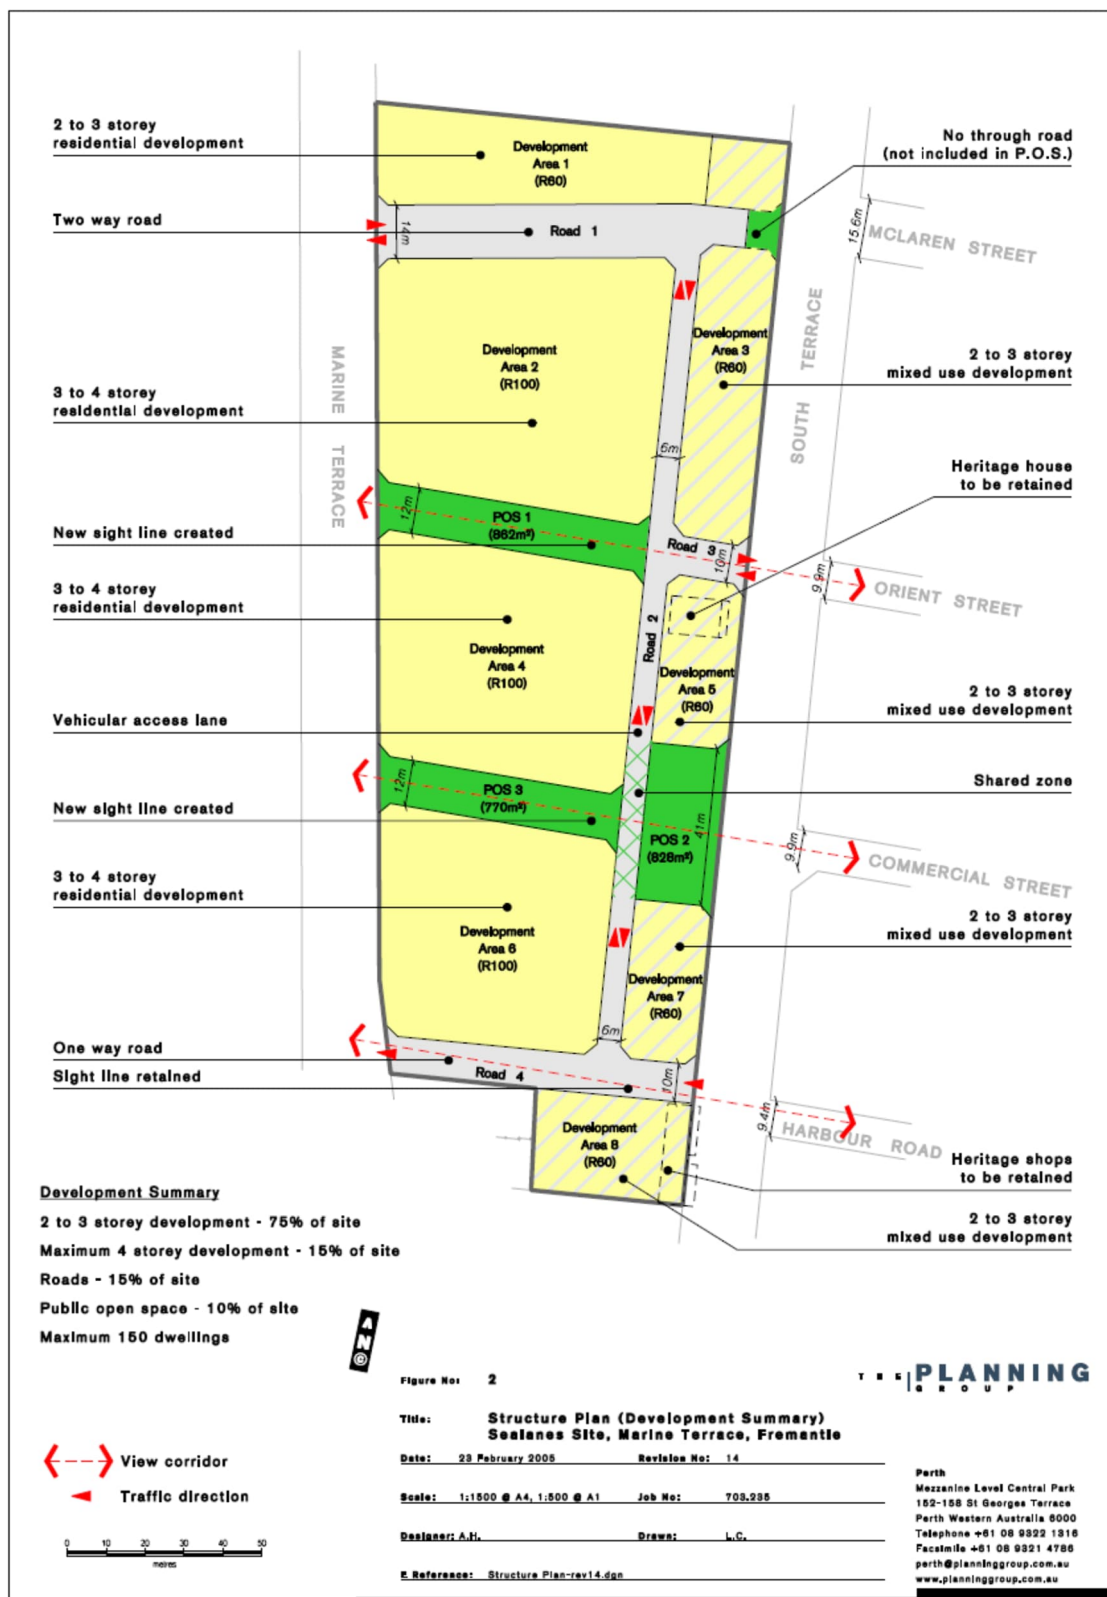 2 to 3 storey
residential development
Development
Area 1
(R60)
No through road
(not included in P.O.S.)
Two way road
14m
Road 1
15.6m
MCLAREN STREET
MARINE TERRACE
SOUTH TERRACE
Development
Area 2
(R100)
Development
Area 3
(R60)
2 to 3 storey
mixed use development
3 to 4 storey
residential development
6m
Heritage house
to be retained
12m
POS 1
(862m²)
New sight line created
Road 3
10m
9.9m
ORIENT STREET
3 to 4 storey
residential development
Road 2
Development
Area 4
(R100)
Development
Area 5
(R60)
2 to 3 storey
mixed use development
Vehicular access lane
Shared zone
12m
POS 3
(770m²)
New sight line created
41m
POS 2
(828m²)
9.9m
COMMERCIAL STREET
3 to 4 storey
residential development
2 to 3 storey
mixed use development
Development
Area 6
(R100)
Development
Area 7
(R60)
6m
One way road
Sight line retained
Road 4
10m
9.4m
HARBOUR ROAD
Development
Area 8
(R60)
Heritage shops
to be retained
2 to 3 storey
mixed use development
Development Summary
2 to 3 storey development - 75% of site
Maximum 4 storey development - 15% of site
Roads - 15% of site
Public open space - 10% of site
Maximum 150 dwellings
View corridor
Traffic direction
0 10 20 30 40 50
metres
Figure No: 2
THE PLANNING
GROUP
Title: Structure Plan (Development Summary)
Sealanes Site, Marine Terrace, Fremantle
Date: 23 February 2005 Revision No: 14
Scale: 1:1500 @ A4, 1:500 @ A1 Job No: 703.235
Designer: A.H. Drawn: L.C.
E Reference: Structure Plan-rev14.dgn
Perth
Mezzanine Level Central Park
152-158 St Georges Terrace
Perth Western Australia 6000
Telephone +61 08 9322 1316
Facsimile +61 08 9321 4786
perth@planninggroup.com.au
www.planninggroup.com.au